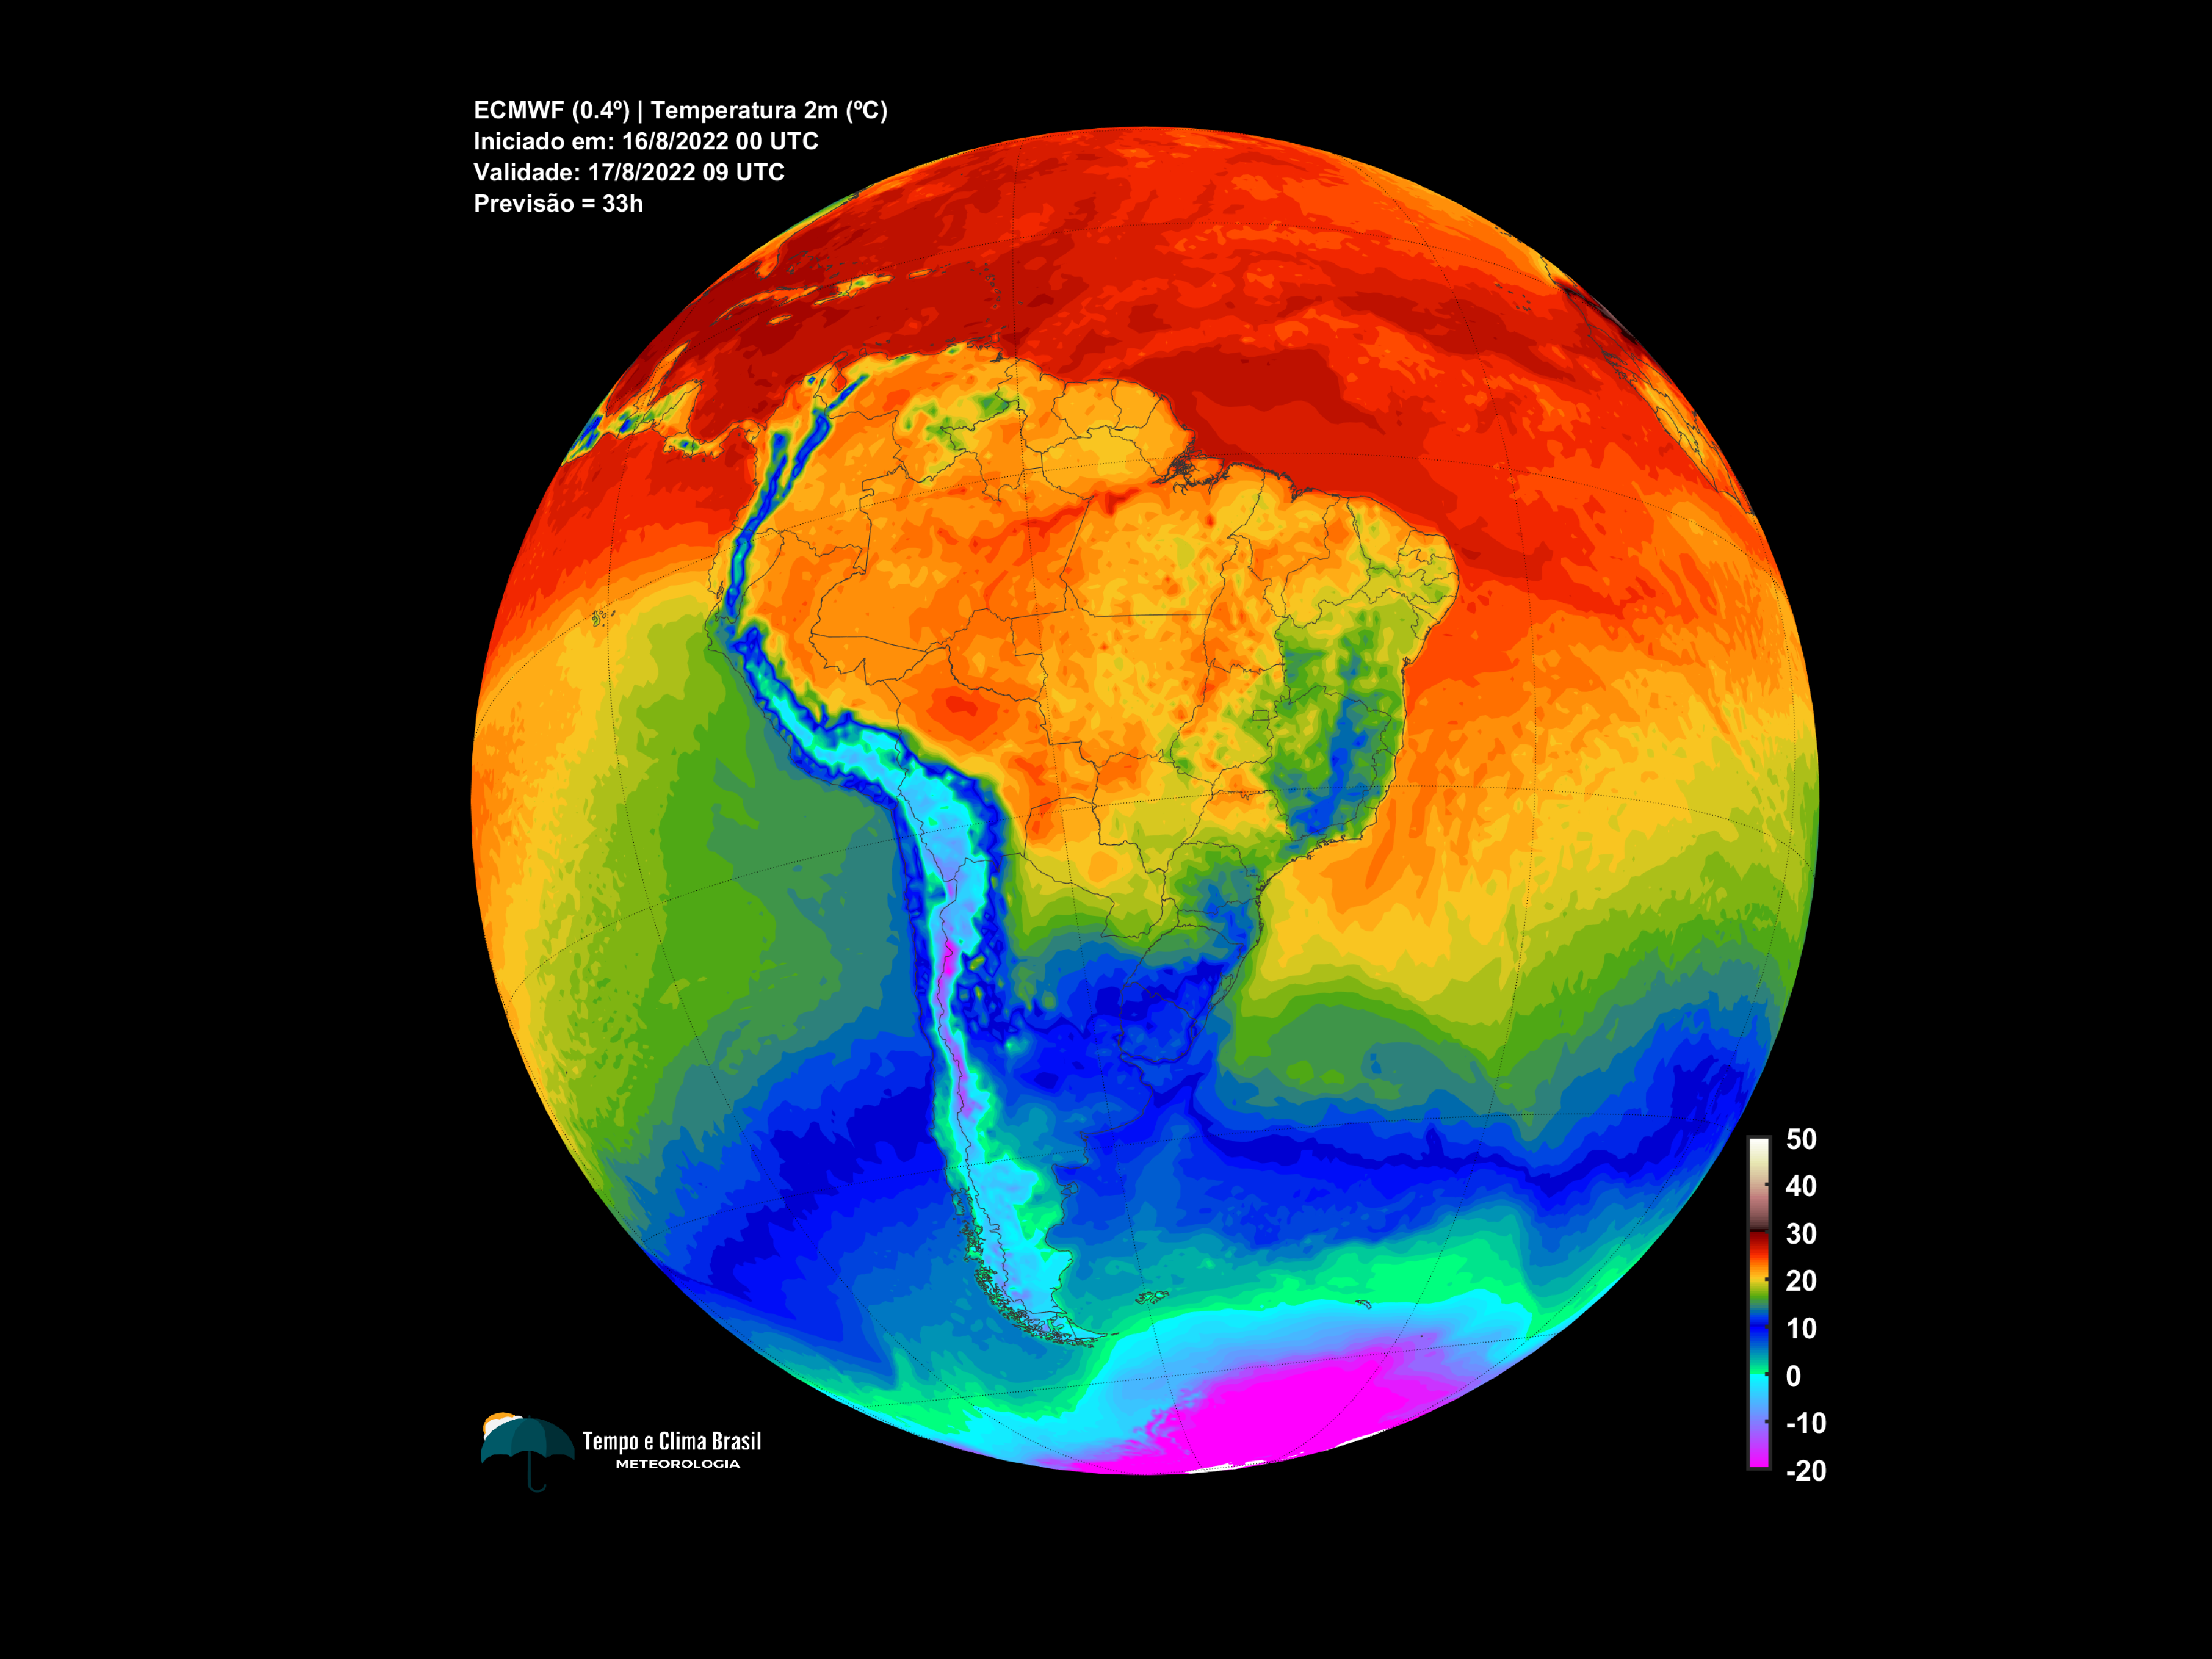 ECMWF (0.4º) | Temperatura 2m (ºC)
Iniciado em: 16/8/2022 00 UTC
Validade: 17/8/2022 09 UTC
Previsão = 33h
50
40
30
20
10
0
-10
-20
Tempo e Clima Brasil
METEOROLOGIA